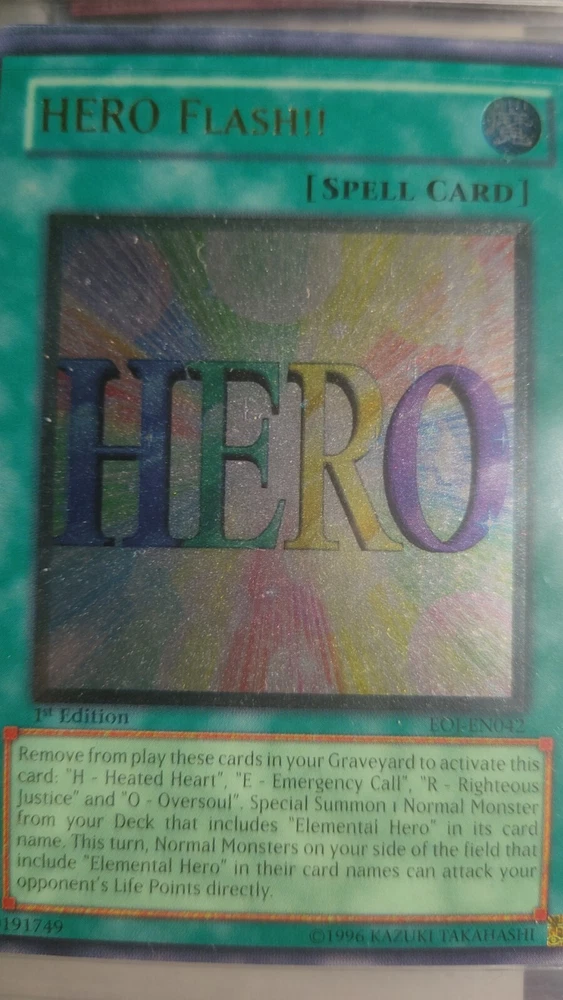 HERO FLASH!!
[ SPELL CARD ]
HERO
1st Edition
EOJ-EN042
Remove from play these cards in your Graveyard to activate this
card: "H - Heated Heart", "E - Emergency Call", "R - Righteous
Justice" and "O - Oversoul". Special Summon 1 Normal Monster
from your Deck that includes "Elemental Hero" in its card
name. This turn, Normal Monsters on your side of the field that
include "Elemental Hero" in their card names can attack your
opponent's Life Points directly.
0191749
©1996 KAZUKI TAKAHASHI